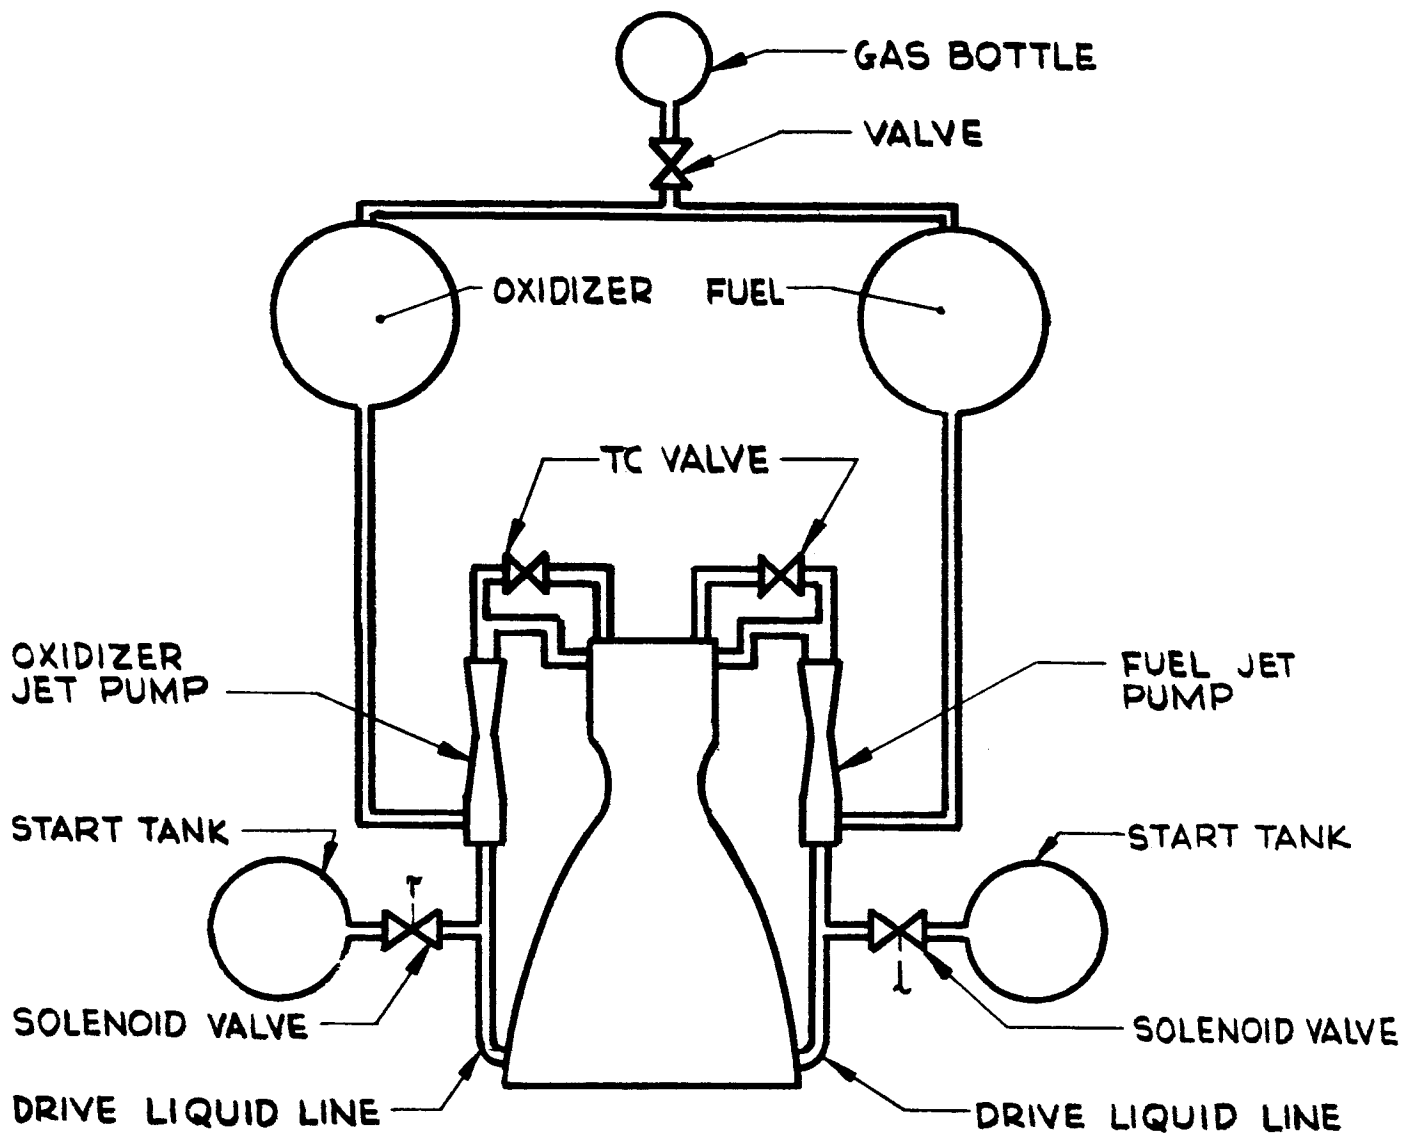 GAS BOTTLE
VALVE
OXIDIZER
FUEL
TC VALVE
OXIDIZER
JET PUMP
FUEL JET
PUMP
START TANK
START TANK
SOLENOID VALVE
SOLENOID VALVE
DRIVE LIQUID LINE
DRIVE LIQUID LINE